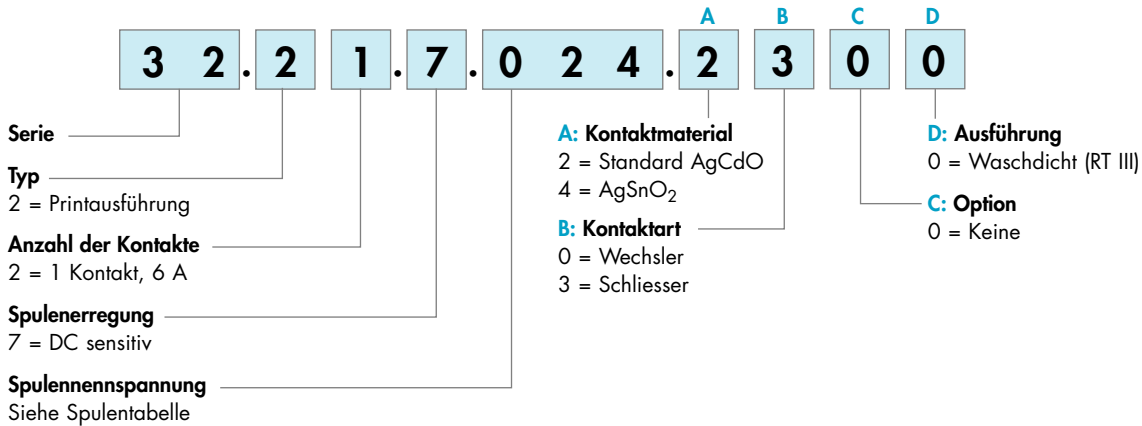 A B C D
3 2 . 2 1 . 7 . 0 2 4 . 2 3 0 0
Serie
Typ
2 = Printausführung
Anzahl der Kontakte
2 = 1 Kontakt, 6 A
Spulenerregung
7 = DC sensitiv
Spulennennspannung
Siehe Spulentabelle
A: Kontaktmaterial
2 = Standard AgCdO
4 = AgSnO₂
B: Kontaktart
0 = Wechsler
3 = Schliesser
D: Ausführung
0 = Waschdicht (RT III)
C: Option
0 = Keine